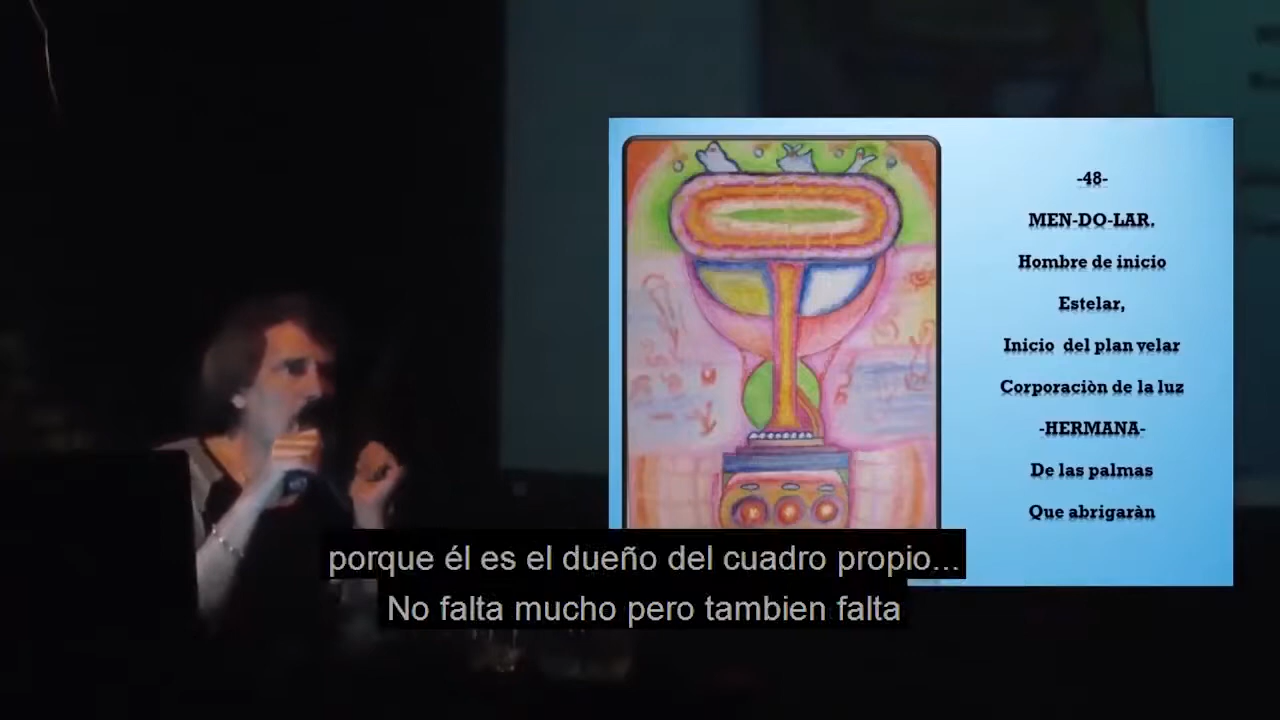 -48-
MEN-DO-LAR.
Hombre de inicio
Estelar,
Inicio del plan velar
Corporaciòn de la luz
-HERMANA-
De las palmas
Que abrigaràn
porque él es el dueño del cuadro propio...
No falta mucho pero tambien falta